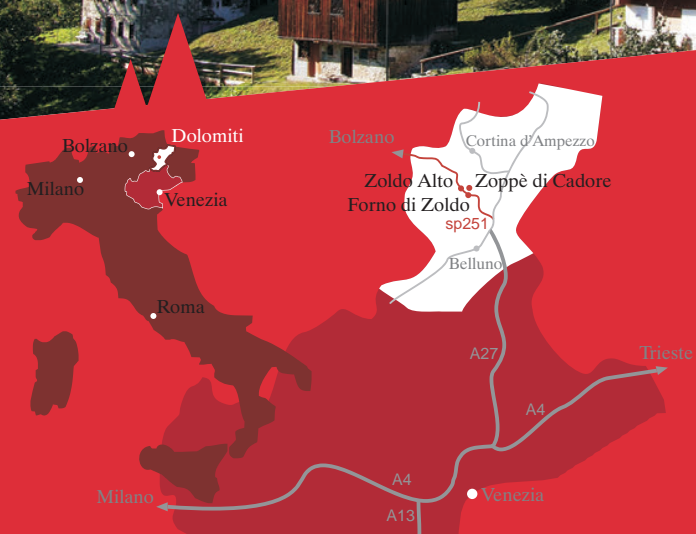 Dolomiti
Bolzano
Milano
Venezia
Roma
Bolzano
Cortina d'Ampezzo
Zoldo Alto
Zoppè di Cadore
Forno di Zoldo
sp251
Belluno
A27
Trieste
A4
A4
Milano
Venezia
A13